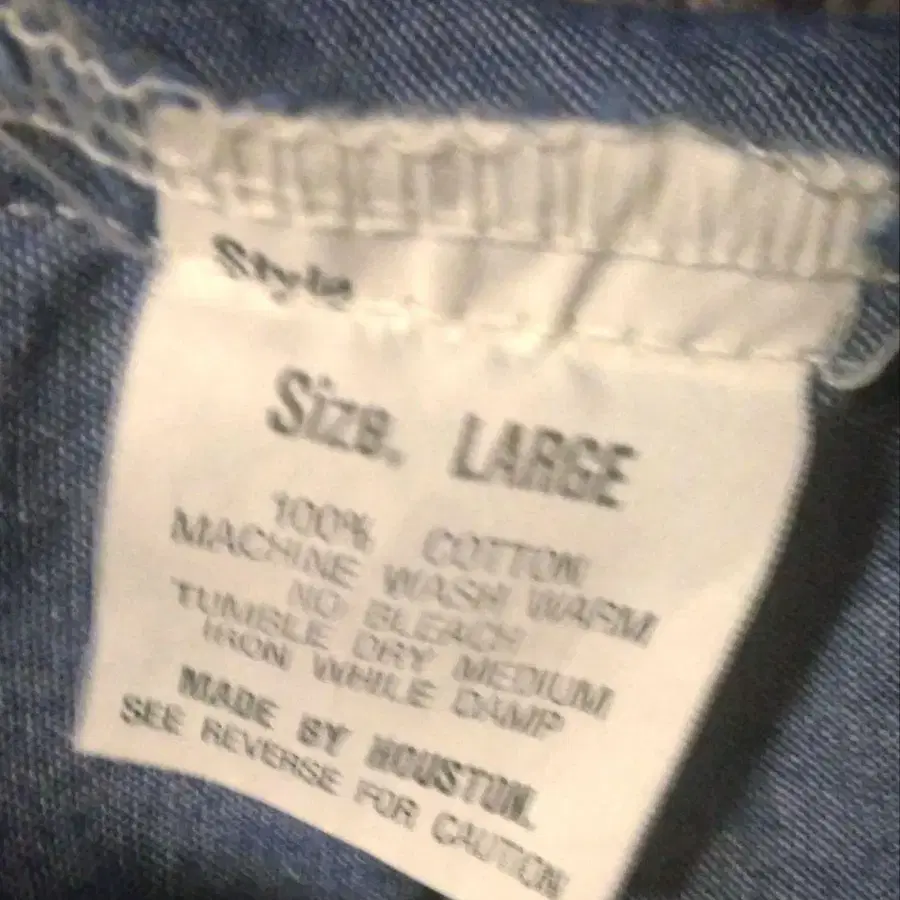 Style
Size. LARGE
100% COTTON
MACHINE WASH WARM
NO BLEACH
TUMBLE DRY MEDIUM
IRON WHILE DAMP
MADE BY HOUSTON.
SEE REVERSE FOR CAUTION